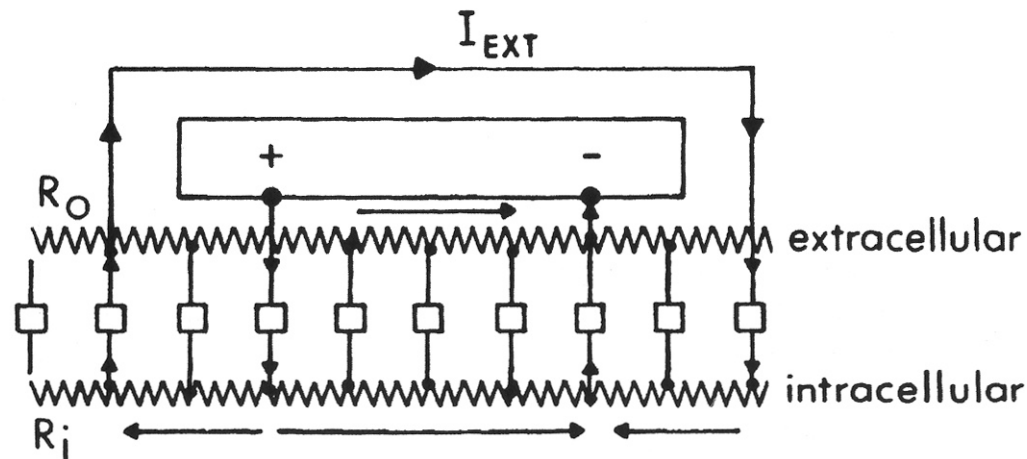 I_EXT
+ -
R_O
extracellular
intracellular
R_i